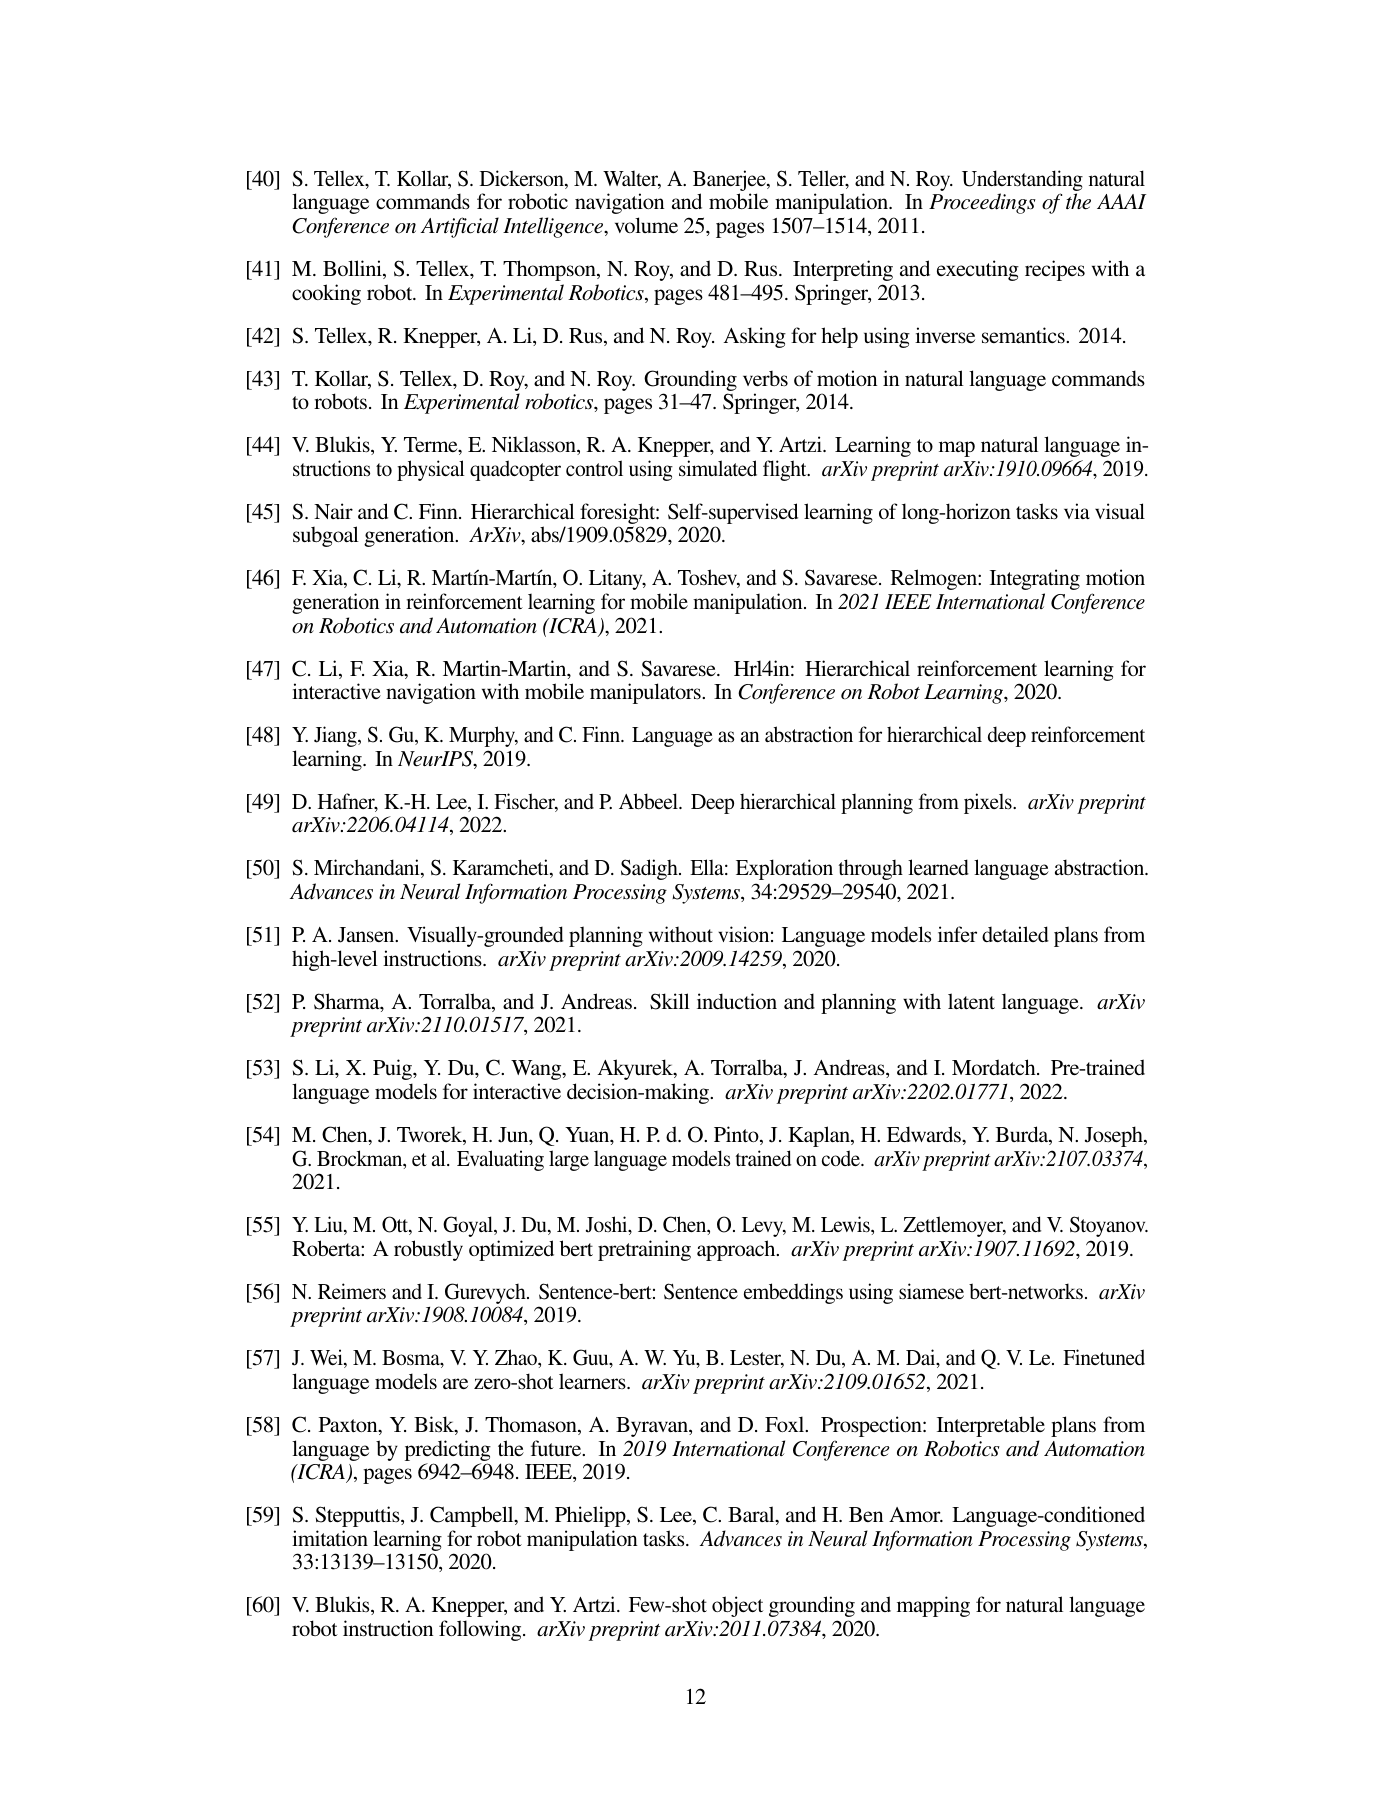 [40] S. Tellex, T. Kollar, S. Dickerson, M. Walter, A. Banerjee, S. Teller, and N. Roy. Understanding natural
language commands for robotic navigation and mobile manipulation. In Proceedings of the AAAI
Conference on Artificial Intelligence, volume 25, pages 1507–1514, 2011.
[41] M. Bollini, S. Tellex, T. Thompson, N. Roy, and D. Rus. Interpreting and executing recipes with a
cooking robot. In Experimental Robotics, pages 481–495. Springer, 2013.
[42] S. Tellex, R. Knepper, A. Li, D. Rus, and N. Roy. Asking for help using inverse semantics. 2014.
[43] T. Kollar, S. Tellex, D. Roy, and N. Roy. Grounding verbs of motion in natural language commands
to robots. In Experimental robotics, pages 31–47. Springer, 2014.
[44] V. Blukis, Y. Terme, E. Niklasson, R. A. Knepper, and Y. Artzi. Learning to map natural language in-
structions to physical quadcopter control using simulated flight. arXiv preprint arXiv:1910.09664, 2019.
[45] S. Nair and C. Finn. Hierarchical foresight: Self-supervised learning of long-horizon tasks via visual
subgoal generation. ArXiv, abs/1909.05829, 2020.
[46] F. Xia, C. Li, R. Martín-Martín, O. Litany, A. Toshev, and S. Savarese. Relmogen: Integrating motion
generation in reinforcement learning for mobile manipulation. In 2021 IEEE International Conference
on Robotics and Automation (ICRA), 2021.
[47] C. Li, F. Xia, R. Martin-Martin, and S. Savarese. Hrl4in: Hierarchical reinforcement learning for
interactive navigation with mobile manipulators. In Conference on Robot Learning, 2020.
[48] Y. Jiang, S. Gu, K. Murphy, and C. Finn. Language as an abstraction for hierarchical deep reinforcement
learning. In NeurIPS, 2019.
[49] D. Hafner, K.-H. Lee, I. Fischer, and P. Abbeel. Deep hierarchical planning from pixels. arXiv preprint
arXiv:2206.04114, 2022.
[50] S. Mirchandani, S. Karamcheti, and D. Sadigh. Ella: Exploration through learned language abstraction.
Advances in Neural Information Processing Systems, 34:29529–29540, 2021.
[51] P. A. Jansen. Visually-grounded planning without vision: Language models infer detailed plans from
high-level instructions. arXiv preprint arXiv:2009.14259, 2020.
[52] P. Sharma, A. Torralba, and J. Andreas. Skill induction and planning with latent language. arXiv
preprint arXiv:2110.01517, 2021.
[53] S. Li, X. Puig, Y. Du, C. Wang, E. Akyurek, A. Torralba, J. Andreas, and I. Mordatch. Pre-trained
language models for interactive decision-making. arXiv preprint arXiv:2202.01771, 2022.
[54] M. Chen, J. Tworek, H. Jun, Q. Yuan, H. P. d. O. Pinto, J. Kaplan, H. Edwards, Y. Burda, N. Joseph,
G. Brockman, et al. Evaluating large language models trained on code. arXiv preprint arXiv:2107.03374,
2021.
[55] Y. Liu, M. Ott, N. Goyal, J. Du, M. Joshi, D. Chen, O. Levy, M. Lewis, L. Zettlemoyer, and V. Stoyanov.
Roberta: A robustly optimized bert pretraining approach. arXiv preprint arXiv:1907.11692, 2019.
[56] N. Reimers and I. Gurevych. Sentence-bert: Sentence embeddings using siamese bert-networks. arXiv
preprint arXiv:1908.10084, 2019.
[57] J. Wei, M. Bosma, V. Y. Zhao, K. Guu, A. W. Yu, B. Lester, N. Du, A. M. Dai, and Q. V. Le. Finetuned
language models are zero-shot learners. arXiv preprint arXiv:2109.01652, 2021.
[58] C. Paxton, Y. Bisk, J. Thomason, A. Byravan, and D. Foxl. Prospection: Interpretable plans from
language by predicting the future. In 2019 International Conference on Robotics and Automation
(ICRA), pages 6942–6948. IEEE, 2019.
[59] S. Stepputtis, J. Campbell, M. Phielipp, S. Lee, C. Baral, and H. Ben Amor. Language-conditioned
imitation learning for robot manipulation tasks. Advances in Neural Information Processing Systems,
33:13139–13150, 2020.
[60] V. Blukis, R. A. Knepper, and Y. Artzi. Few-shot object grounding and mapping for natural language
robot instruction following. arXiv preprint arXiv:2011.07384, 2020.
12